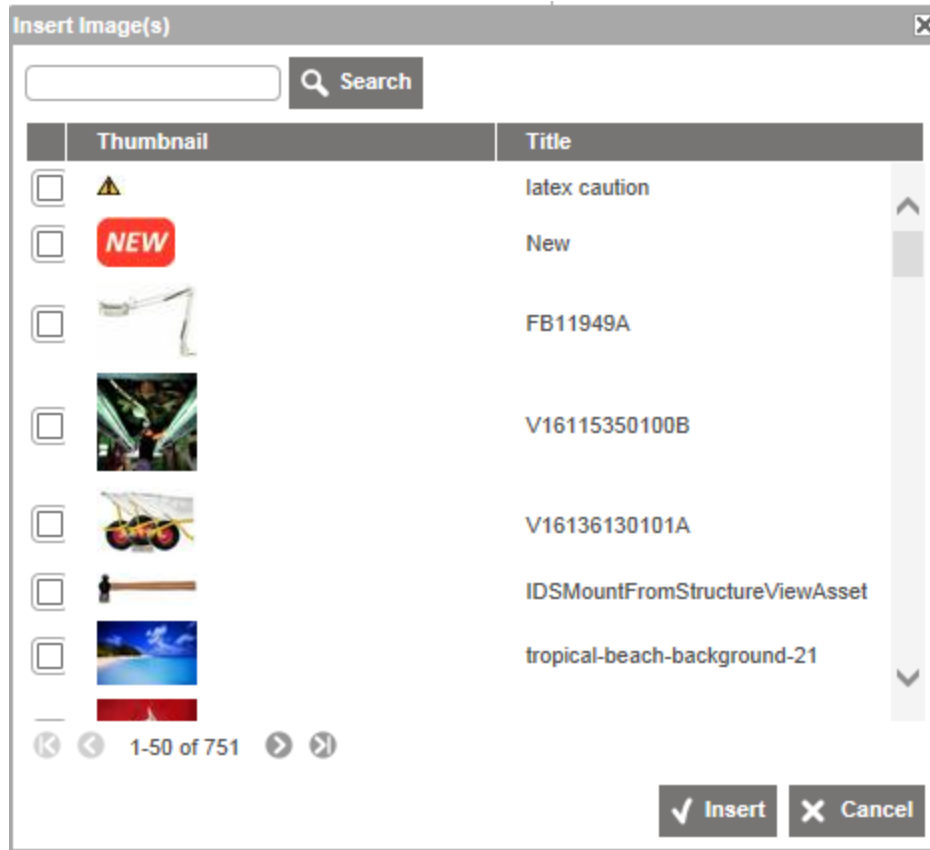 Insert Image(s)
Search
Thumbnail Title
latex caution
NEW New
FB11949A
V16115350100B
V16136130101A
IDSMountFromStructureViewAsset
tropical-beach-background-21
1-50 of 751
Insert Cancel